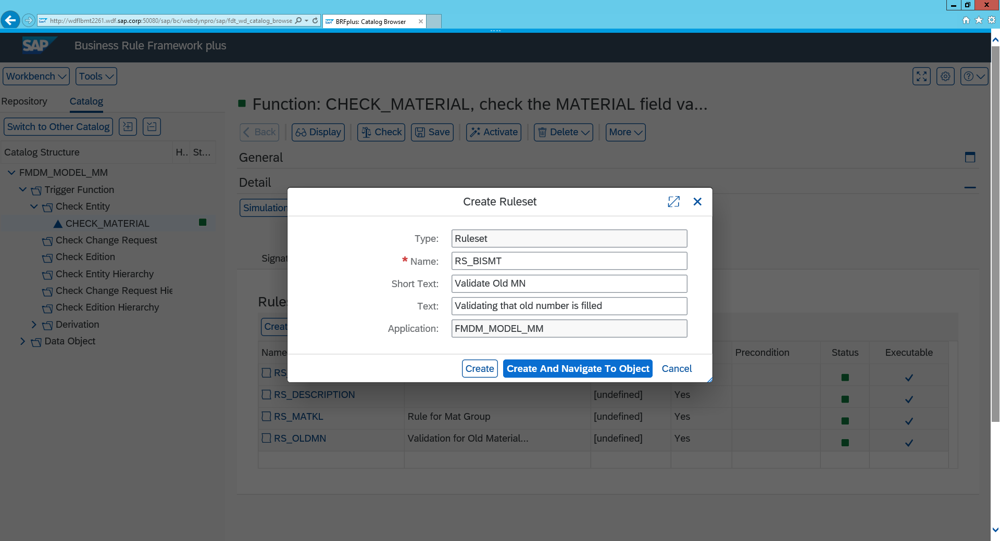 http://wdflbmt2261.wdf.sap.corp:50080/sap/bc/webdynpro/sap/fdt_wd_catalog_browse
BRFplus: Catalog Browser
SAP
Business Rule Framework plus
Workbench
Tools
Repository
Catalog
Function: CHECK_MATERIAL, check the MATERIAL field va...
Switch to Other Catalog
Back
Display
Check
Save
Activate
Delete
More
Catalog Structure
H..
St...
General
FMDM_MODEL_MM
Trigger Function
Check Entity
CHECK_MATERIAL
Check Change Request
Check Edition
Check Entity Hierarchy
Check Change Request Hie
Check Edition Hierarchy
Derivation
Data Object
Detail
Simulation
Create Ruleset
Type:
Ruleset
* Name:
RS_BISMT
Short Text:
Validate Old MN
Text:
Validating that old number is filled
Application:
FMDM_MODEL_MM
Create
Create And Navigate To Object
Cancel
Name
Precondition
Status
Executable
RS_DESCRIPTION
[undefined]
Yes
RS_MATKL
Rule for Mat Group
[undefined]
Yes
RS_OLDMN
Validation for Old Material...
[undefined]
Yes